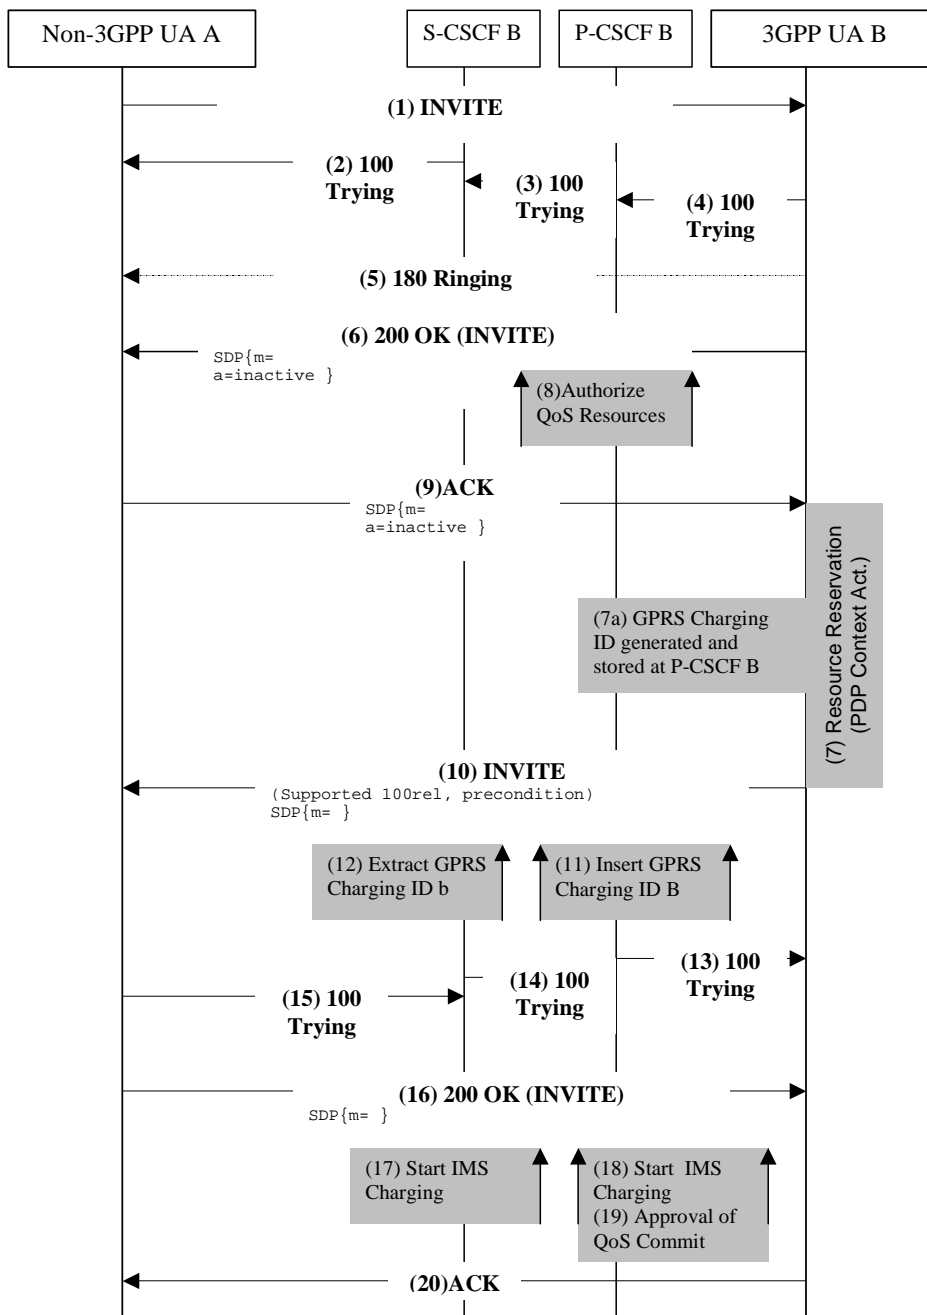 Non-3GPP UA A
S-CSCF B
P-CSCF B
3GPP UA B
(1) INVITE
(2) 100
Trying
(3) 100
Trying
(4) 100
Trying
(5) 180 Ringing
(6) 200 OK (INVITE)
SDP{m=
a=inactive }
(8)Authorize
QoS Resources
(9)ACK
SDP{m=
a=inactive }
(7) Resource Reservation
(PDP Context Act.)
(7a) GPRS Charging
ID generated and
stored at P-CSCF B
(10) INVITE
(Supported 100rel, precondition)
SDP{m= }
(12) Extract GPRS
Charging ID b
(11) Insert GPRS
Charging ID B
(13) 100
Trying
(14) 100
Trying
(15) 100
Trying
(16) 200 OK (INVITE)
SDP{m= }
(17) Start IMS
Charging
(18) Start  IMS
Charging
(19) Approval of
QoS Commit
(20)ACK